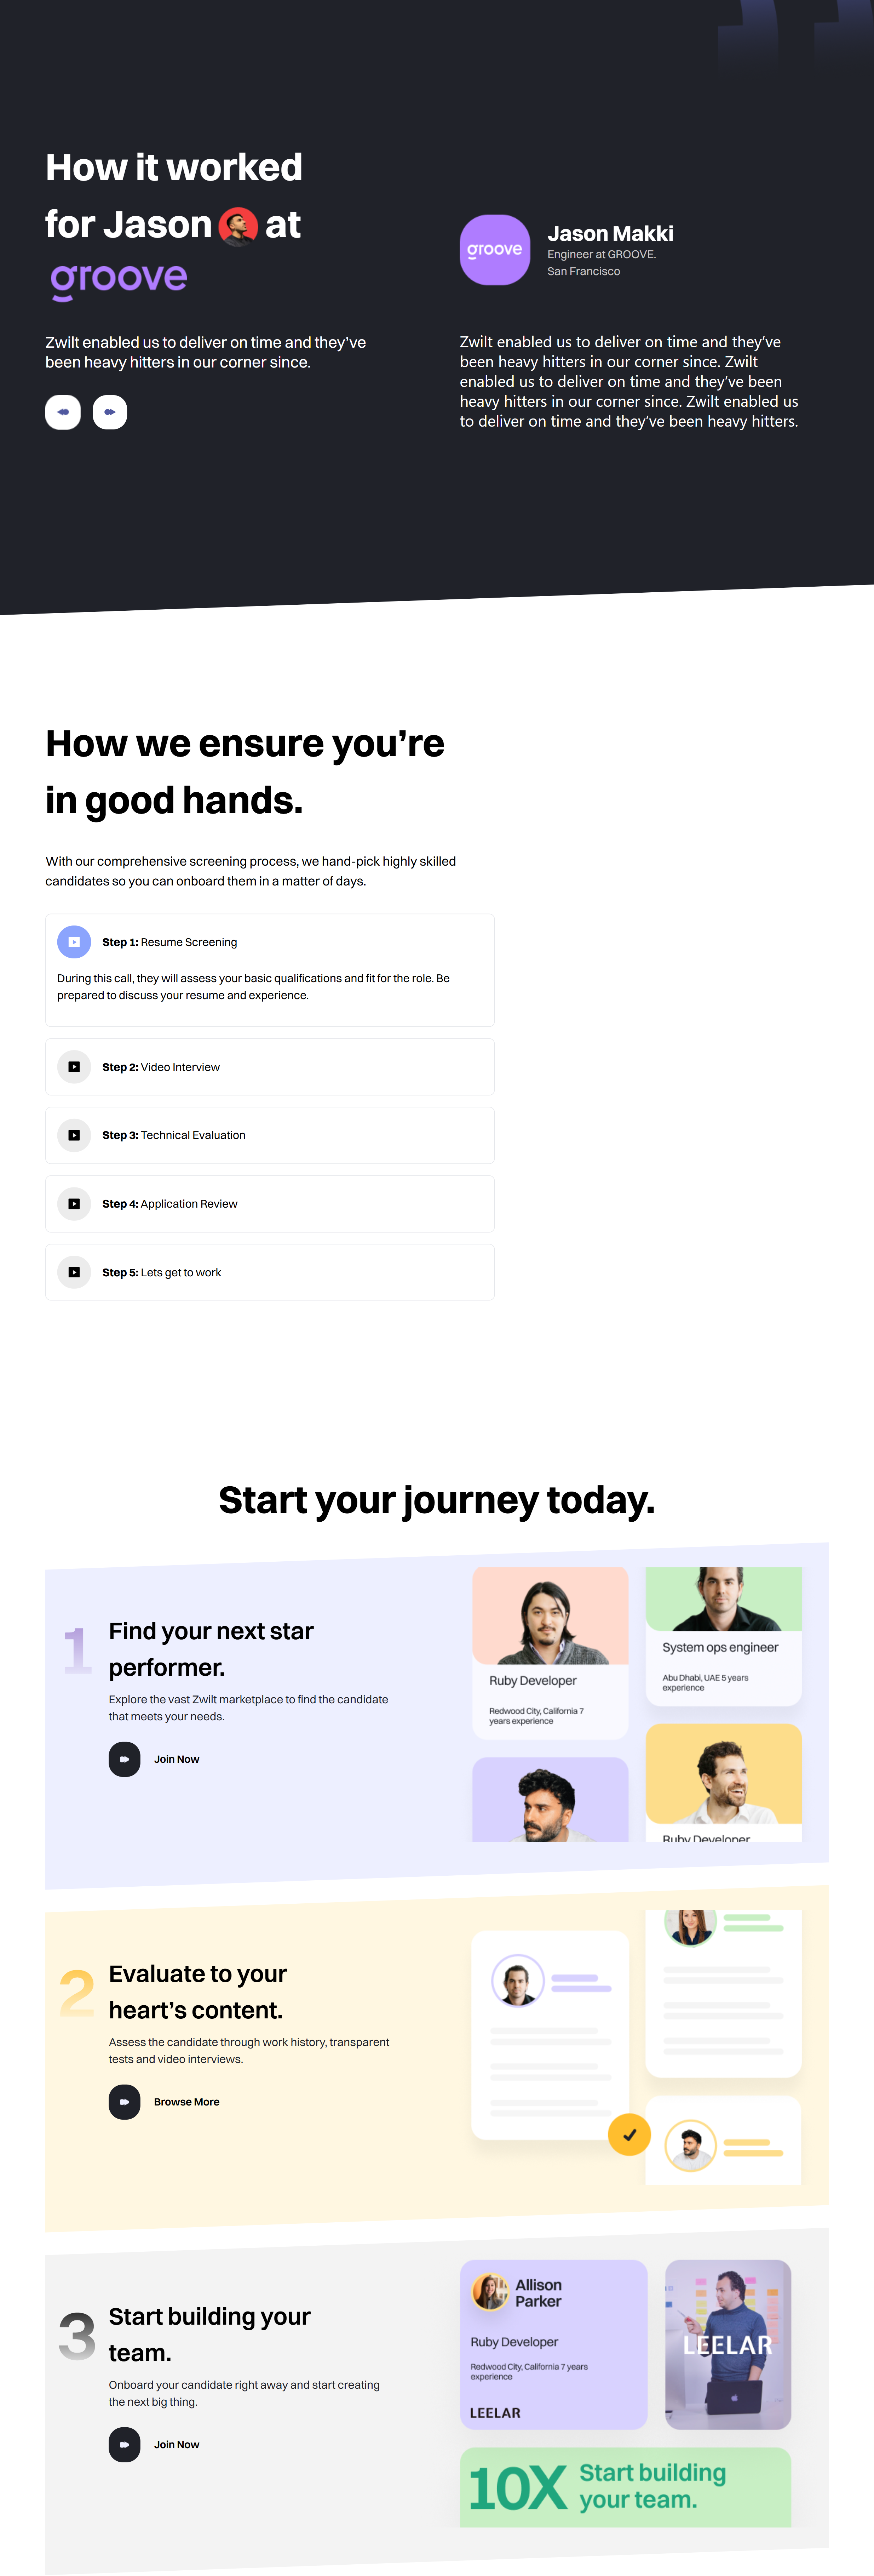 How it worked
for Jason at
groove
Zwilt enabled us to deliver on time and they’ve
been heavy hitters in our corner since.
groove
Jason Makki
Engineer at GROOVE.
San Francisco
Zwilt enabled us to deliver on time and they’ve
been heavy hitters in our corner since. Zwilt
enabled us to deliver on time and they’ve been
heavy hitters in our corner since. Zwilt enabled us
to deliver on time and they’ve been heavy hitters.
How we ensure you’re
in good hands.
With our comprehensive screening process, we hand-pick highly skilled
candidates so you can onboard them in a matter of days.
Step 1: Resume Screening
During this call, they will assess your basic qualifications and fit for the role. Be
prepared to discuss your resume and experience.
Step 2: Video Interview
Step 3: Technical Evaluation
Step 4: Application Review
Step 5: Lets get to work
Start your journey today.
1
Find your next star
performer.
Explore the vast Zwilt marketplace to find the candidate
that meets your needs.
Join Now
Ruby Developer
Redwood City, California 7
years experience
System ops engineer
Abu Dhabi, UAE 5 years
experience
Ruby Developer
2
Evaluate to your
heart’s content.
Assess the candidate through work history, transparent
tests and video interviews.
Browse More
3
Start building your
team.
Onboard your candidate right away and start creating
the next big thing.
Join Now
Allison
Parker
Ruby Developer
Redwood City, California 7 years
experience
LEELAR
LEELAR
10X
Start building
your team.